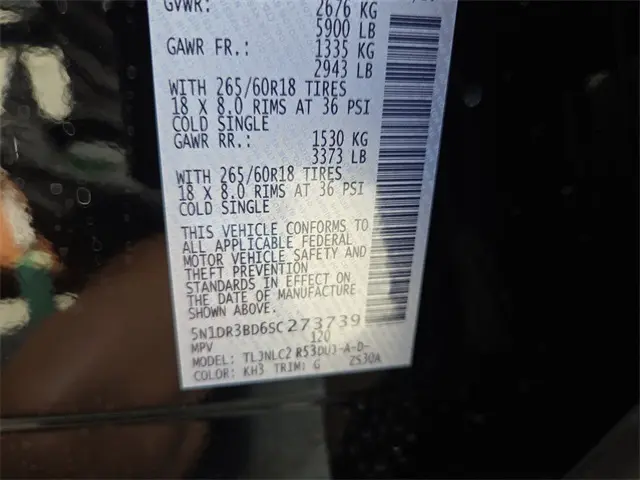 GVWR: 2676 KG
5900 LB
GAWR FR.: 1335 KG
2943 LB
WITH 265/60R18 TIRES
18 X 8.0 RIMS AT 36 PSI
COLD SINGLE
GAWR RR.: 1530 KG
3373 LB
WITH 265/60R18 TIRES
18 X 8.0 RIMS AT 36 PSI
COLD SINGLE
THIS VEHICLE CONFORMS TO
ALL APPLICABLE FEDERAL
MOTOR VEHICLE SAFETY AND
THEFT PREVENTION
STANDARDS IN EFFECT ON
THE DATE OF MANUFACTURE
SHOWN ABOVE.
5N1DR3BD6SC273739
MPV 120
MODEL: TLJNLC2 R53DUJ-A-D-
COLOR: KH3 TRIM: G 2S30A